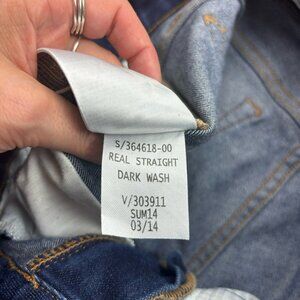 S/364618-00
REAL STRAIGHT
DARK WASH
V/303911
SUM14
03/14